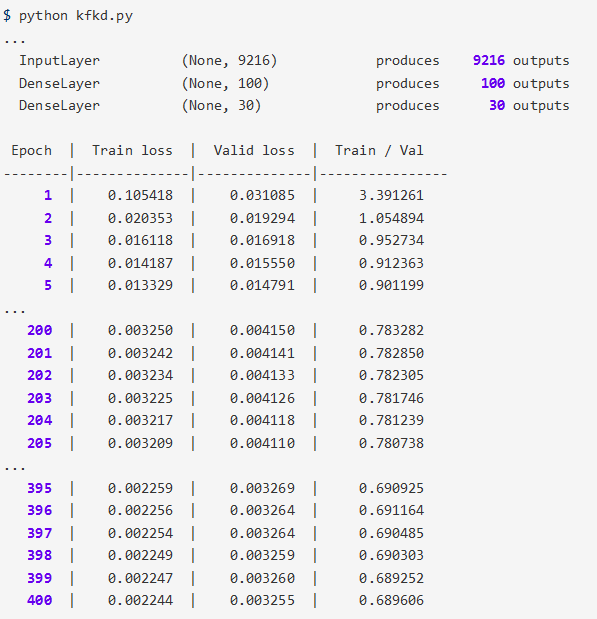 $ python kfkd.py
...
  InputLayer          (None, 9216)            produces    9216 outputs
  DenseLayer          (None, 100)             produces     100 outputs
  DenseLayer          (None, 30)              produces      30 outputs

 Epoch  |  Train loss  |  Valid loss  |  Train / Val
--------|--------------|--------------|----------------
     1  |    0.105418  |    0.031085  |     3.391261
     2  |    0.020353  |    0.019294  |     1.054894
     3  |    0.016118  |    0.016918  |     0.952734
     4  |    0.014187  |    0.015550  |     0.912363
     5  |    0.013329  |    0.014791  |     0.901199
...
   200  |    0.003250  |    0.004150  |     0.783282
   201  |    0.003242  |    0.004141  |     0.782850
   202  |    0.003234  |    0.004133  |     0.782305
   203  |    0.003225  |    0.004126  |     0.781746
   204  |    0.003217  |    0.004118  |     0.781239
   205  |    0.003209  |    0.004110  |     0.780738
...
   395  |    0.002259  |    0.003269  |     0.690925
   396  |    0.002256  |    0.003264  |     0.691164
   397  |    0.002254  |    0.003264  |     0.690485
   398  |    0.002249  |    0.003259  |     0.690303
   399  |    0.002247  |    0.003260  |     0.689252
   400  |    0.002244  |    0.003255  |     0.689606